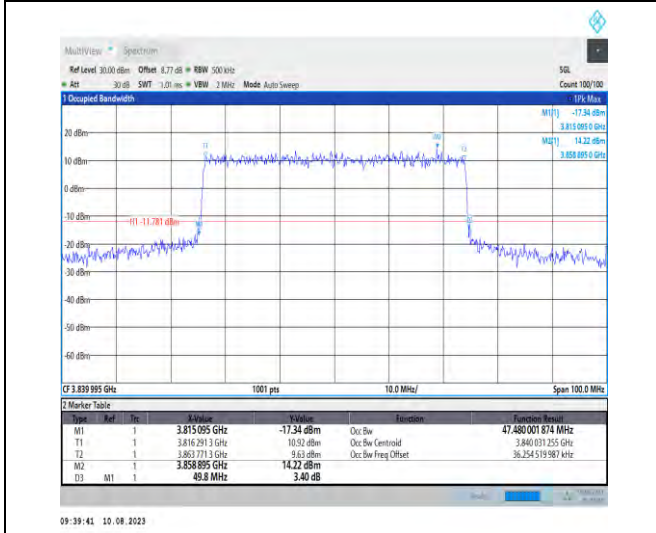 MultiView Spectrum
Ref Level 30.00 dBm Offset 8.77 dB RBW 500 kHz SGL
Att 30 dB SWT 1.01 ms VBW 2 MHz Mode Auto Sweep Count 100/100
1 Occupied Bandwidth 1Pk Max
M1[1] -17.34 dBm
3.815 095 0 GHz
M2[1] 14.22 dBm
3.858 895 0 GHz
20 dBm
10 dBm
0 dBm
-10 dBm
H1 -11.781 dBm
-20 dBm
-30 dBm
-40 dBm
-50 dBm
-60 dBm
CF 3.839 995 GHz 1001 pts 10.0 MHz/ Span 100.0 MHz
2 Marker Table
Type Ref Trc X-Value Y-Value Function Function Result
M1 1 3.815 095 GHz -17.34 dBm Occ Bw 47.480 001 874 MHz
T1 1 3.816 291 3 GHz 10.92 dBm Occ Bw Centroid 3.840 031 255 GHz
T2 1 3.863 771 3 GHz 9.63 dBm Occ Bw Freq Offset 36.254 519 987 kHz
M2 1 3.858 895 GHz 14.22 dBm
D3 M1 1 49.8 MHz 3.40 dB
09:39:41 10.08.2023